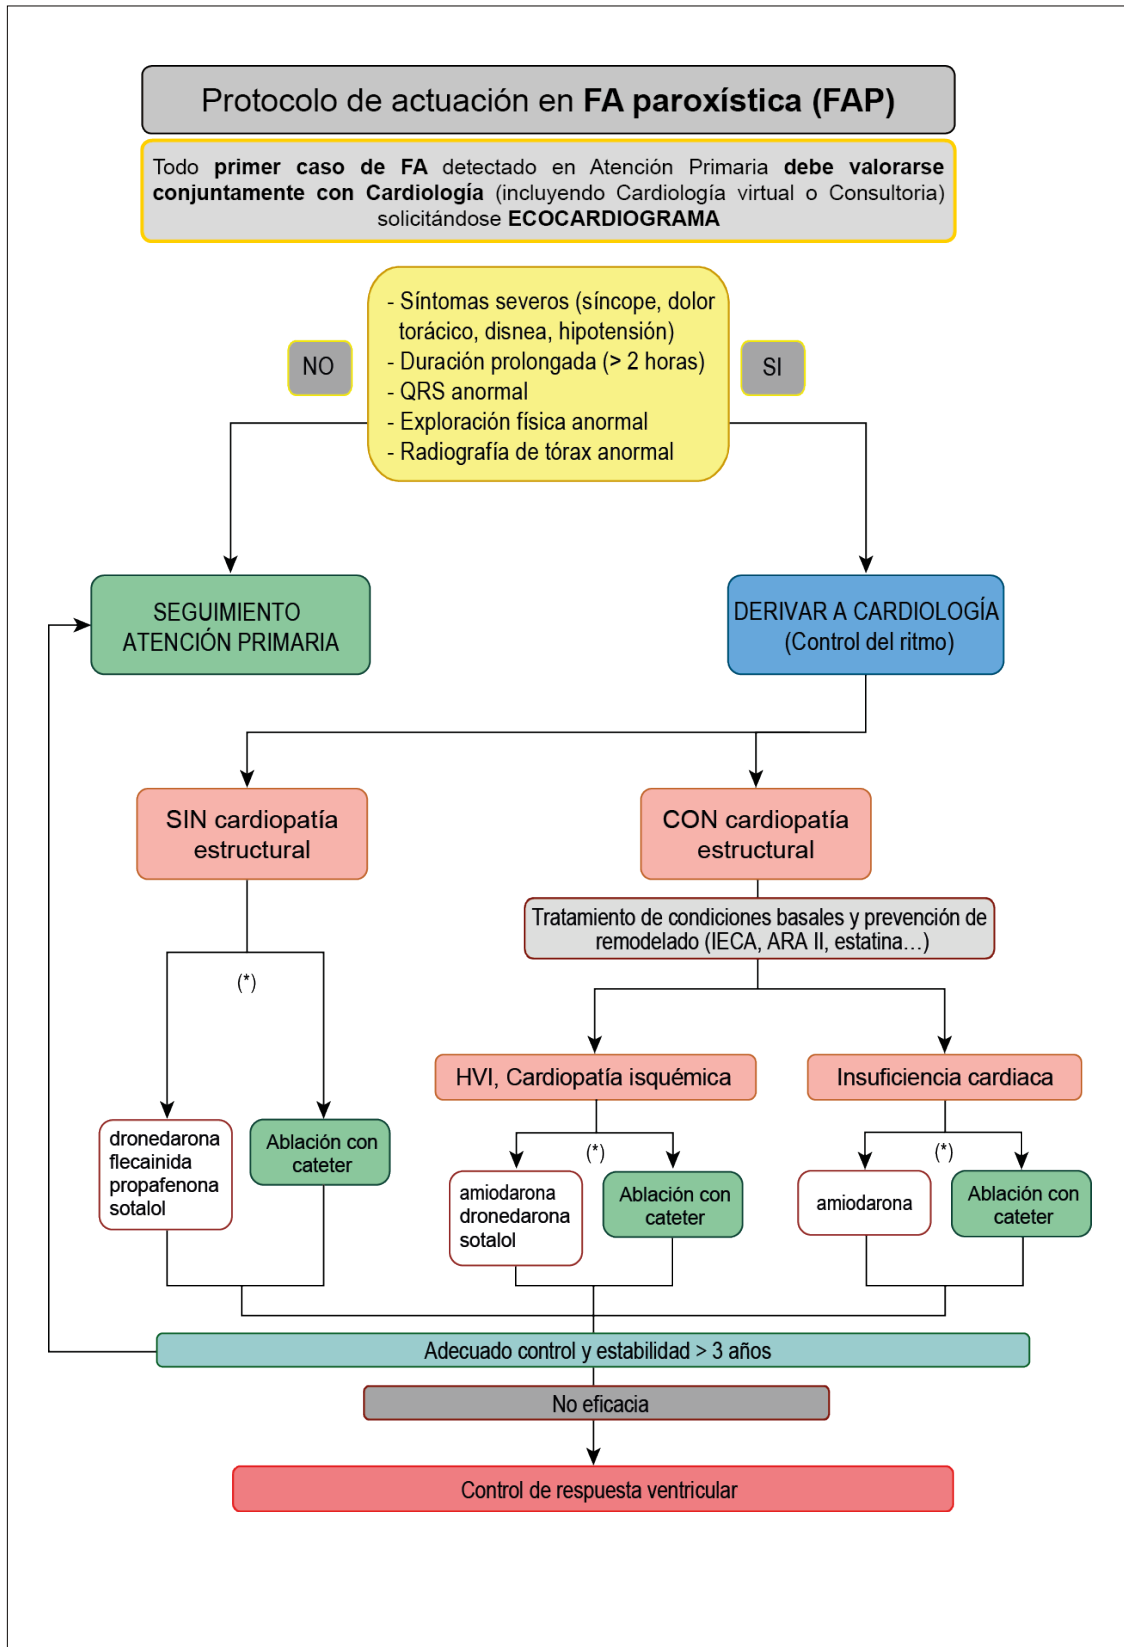 Protocolo de actuación en FA paroxística (FAP)
Todo primer caso de FA detectado en Atención Primaria debe valorarse
conjuntamente con Cardiología (incluyendo Cardiología virtual o Consultoria)
solicitándose ECOCARDIOGRAMA
- Síntomas severos (síncope, dolor
torácico, disnea, hipotensión)
- Duración prolongada (> 2 horas)
- QRS anormal
- Exploración física anormal
- Radiografía de tórax anormal
NO
SI
SEGUIMIENTO
ATENCIÓN PRIMARIA
DERIVAR A CARDIOLOGÍA
(Control del ritmo)
SIN cardiopatía
estructural
CON cardiopatía
estructural
Tratamiento de condiciones basales y prevención de
remodelado (IECA, ARA II, estatina…)
(*)
HVI, Cardiopatía isquémica
Insuficiencia cardiaca
dronedarona
flecainida
propafenona
sotalol
Ablación con
cateter
(*)
amiodarona
dronedarona
sotalol
Ablación con
cateter
(*)
amiodarona
Ablación con
cateter
Adecuado control y estabilidad > 3 años
No eficacia
Control de respuesta ventricular